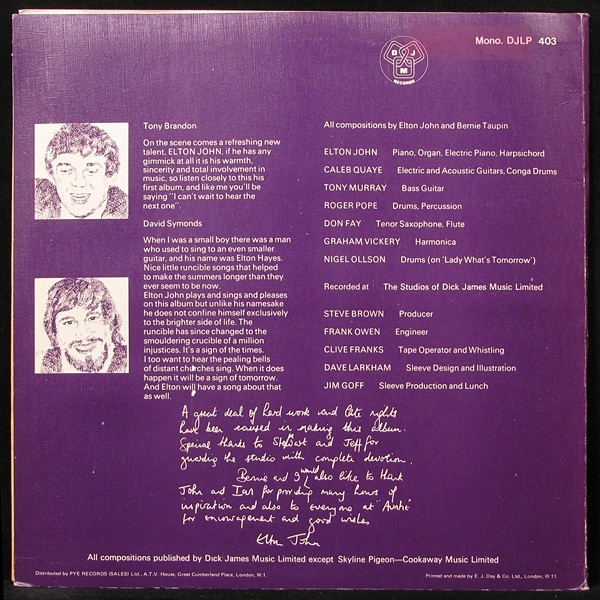 Mono. DJLP 403
D J M
RECORDS
Tony Brandon
On the scene comes a refreshing new
talent, ELTON JOHN, if he has any
gimmick at all it is his warmth,
sincerity and total involvement in
music, so listen closely to this his
first album, and like me you'll be
saying "I can't wait to hear the
next one".
David Symonds
When I was a small boy there was a man
who used to sing to an even smaller
guitar, and his name was Elton Hayes.
Nice little runcible songs that helped
to make the summers longer than they
ever seem to be now.
Elton John plays and sings and pleases
on this album but unlike his namesake
he does not confine himself exclusively
to the brighter side of life. The
runcible has since changed to the
smouldering crucible of a million
injustices. It's a sign of the times.
I too want to hear the pealing bells
of distant churches sing. When it does
happen it will be a sign of tomorrow.
And Elton will have a song about that
as well.
All compositions by Elton John and Bernie Taupin
ELTON JOHN Piano, Organ, Electric Piano, Harpsichord
CALEB QUAYE Electric and Acoustic Guitars, Conga Drums
TONY MURRAY Bass Guitar
ROGER POPE Drums, Percussion
DON FAY Tenor Saxophone, Flute
GRAHAM VICKERY Harmonica
NIGEL OLLSON Drums (on 'Lady What's Tomorrow')
Recorded at The Studios of Dick James Music Limited
STEVE BROWN Producer
FRANK OWEN Engineer
CLIVE FRANKS Tape Operator and Whistling
DAVE LARKHAM Sleeve Design and Illustration
JIM GOFF Sleeve Production and Lunch
A great deal of hard work and late nights
have been caused in making this album.
Special thanks to and Jeff for
guarding the studio with complete devotion.
Bernie and I would also like to thank
John and Ian for providing many hours of
inspiration and also to everyone at 'Auntie'
for encouragement and good wishes
Elton John
All compositions published by Dick James Music Limited except Skyline Pigeon—Cookaway Music Limited
Distributed by PYE RECORDS (SALES) Ltd., A.T.V. House, Great Cumberland Place, London, W.1.
Printed and made by E. J. Day & Co. Ltd., London, W.11.